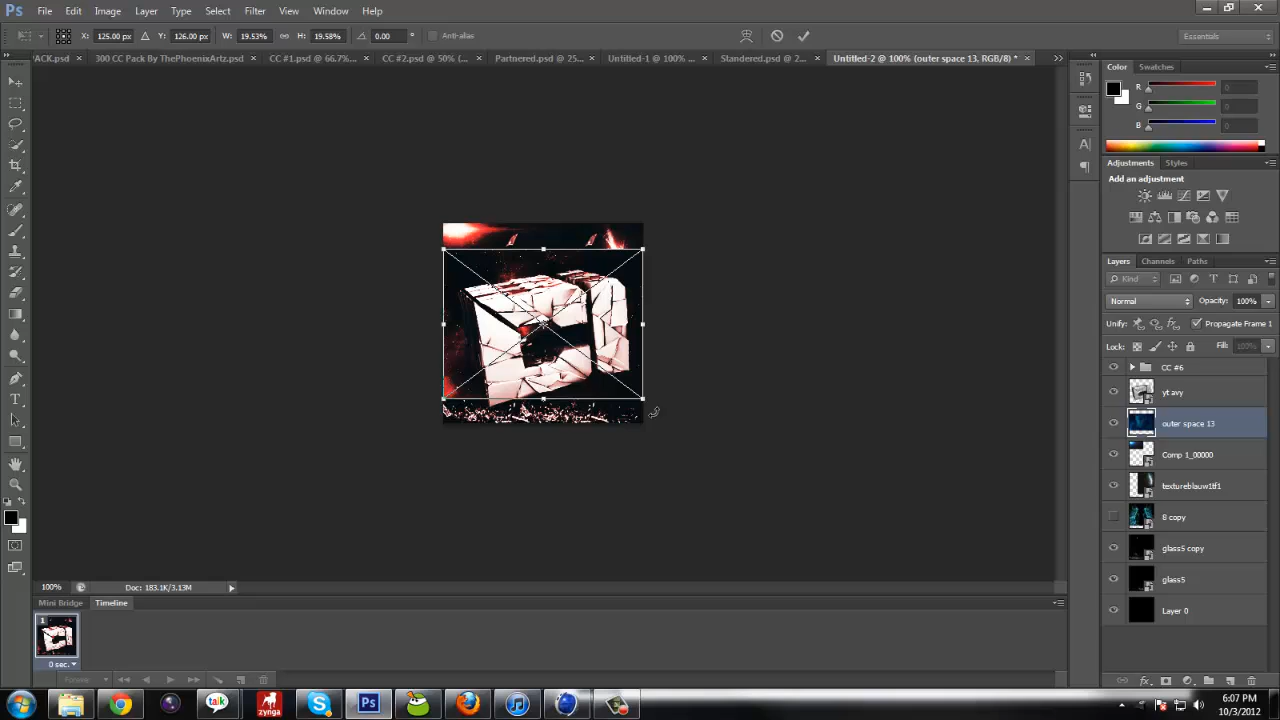 Ps File Edit Image Layer Type Select Filter View Window Help
X: 125.00 px Y: 126.00 px W: 19.53% H: 19.58% 0.00 ° Anti-alias Essentials
ACK.psd × 300 CC Pack By ThePhoenixArtz.psd × CC #1.psd @ 66.7%... × CC #2.psd @ 50% (... × Partnered.psd @ 25... × Untitled-1 @ 100% ... × Standered.psd @ 2... × Untitled-2 @ 100% (outer space 13, RGB/8) * ×
Color Swatches
R 0
G 0
B 0
Adjustments Styles
Add an adjustment
Layers Channels Paths
Kind
Normal Opacity: 100%
Unify: Propagate Frame 1
Lock: Fill: 100%
CC #6
yt avy
outer space 13
Comp 1_00000
textureblauw1tf1
8 copy
glass5 copy
glass5
Layer 0
100% Doc: 183.1K/3.13M
Mini Bridge Timeline
1
0 sec.
Forever
talk zynga Ps
6:07 PM
10/3/2012